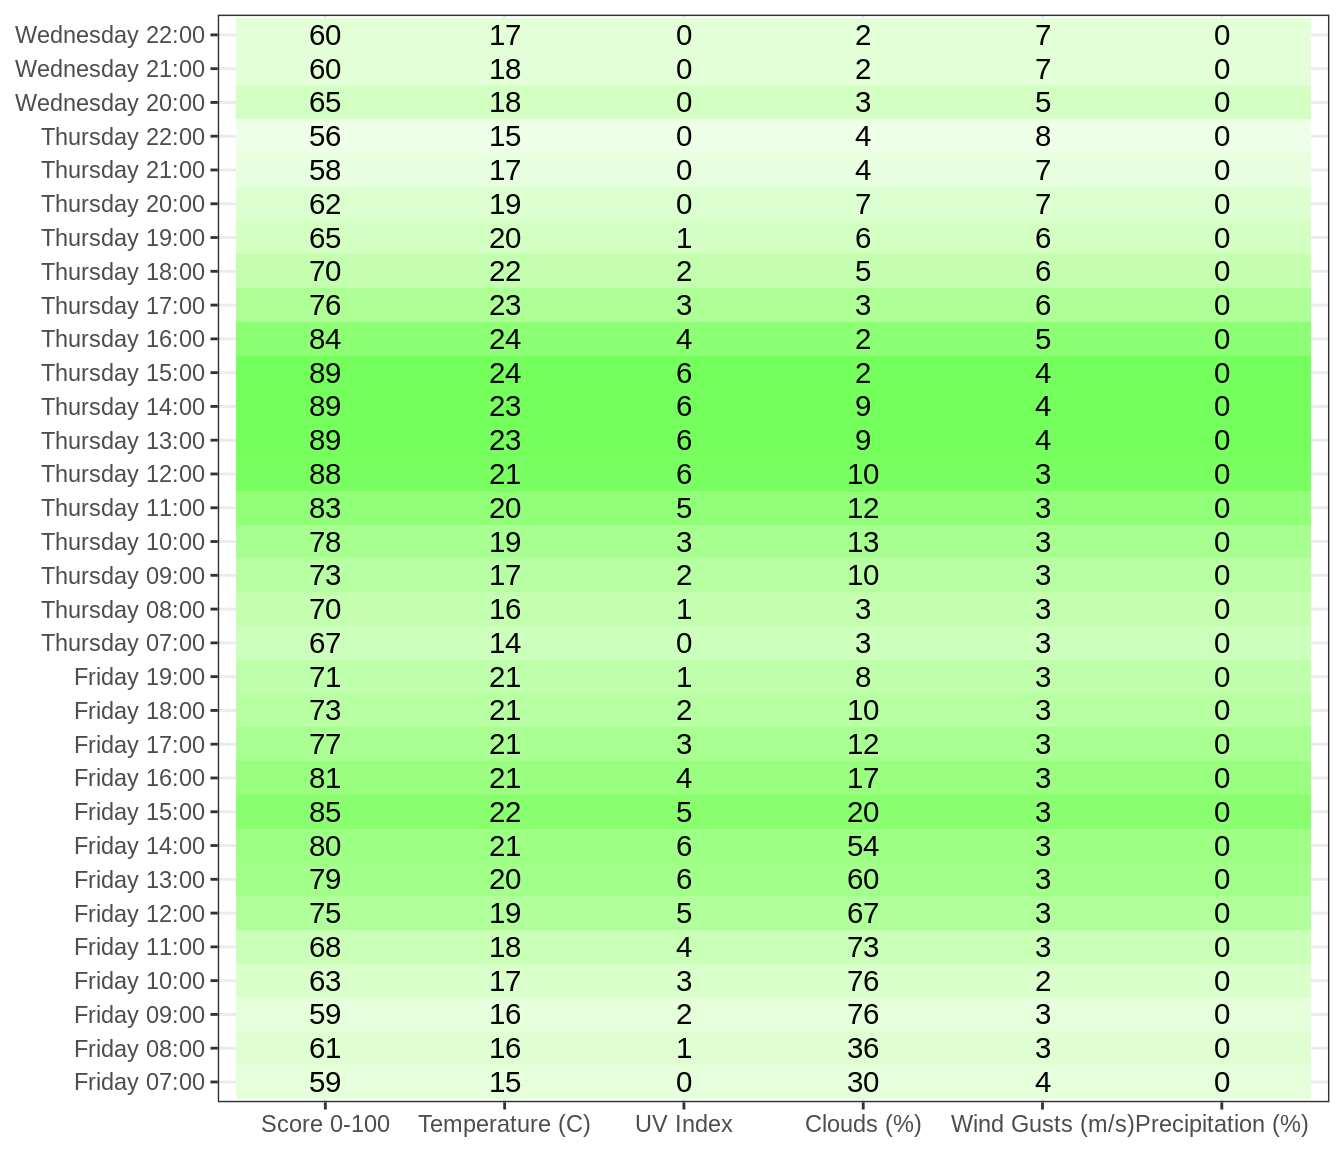 Wednesday 22:00 60 17 0 2 7 0
Wednesday 21:00 60 18 0 2 7 0
Wednesday 20:00 65 18 0 3 5 0
Thursday 22:00 56 15 0 4 8 0
Thursday 21:00 58 17 0 4 7 0
Thursday 20:00 62 19 0 7 7 0
Thursday 19:00 65 20 1 6 6 0
Thursday 18:00 70 22 2 5 6 0
Thursday 17:00 76 23 3 3 6 0
Thursday 16:00 84 24 4 2 5 0
Thursday 15:00 89 24 6 2 4 0
Thursday 14:00 89 23 6 9 4 0
Thursday 13:00 89 23 6 9 4 0
Thursday 12:00 88 21 6 10 3 0
Thursday 11:00 83 20 5 12 3 0
Thursday 10:00 78 19 3 13 3 0
Thursday 09:00 73 17 2 10 3 0
Thursday 08:00 70 16 1 3 3 0
Thursday 07:00 67 14 0 3 3 0
Friday 19:00 71 21 1 8 3 0
Friday 18:00 73 21 2 10 3 0
Friday 17:00 77 21 3 12 3 0
Friday 16:00 81 21 4 17 3 0
Friday 15:00 85 22 5 20 3 0
Friday 14:00 80 21 6 54 3 0
Friday 13:00 79 20 6 60 3 0
Friday 12:00 75 19 5 67 3 0
Friday 11:00 68 18 4 73 3 0
Friday 10:00 63 17 3 76 2 0
Friday 09:00 59 16 2 76 3 0
Friday 08:00 61 16 1 36 3 0
Friday 07:00 59 15 0 30 4 0
Score 0-100 Temperature (C) UV Index Clouds (%) Wind Gusts (m/s) Precipitation (%)